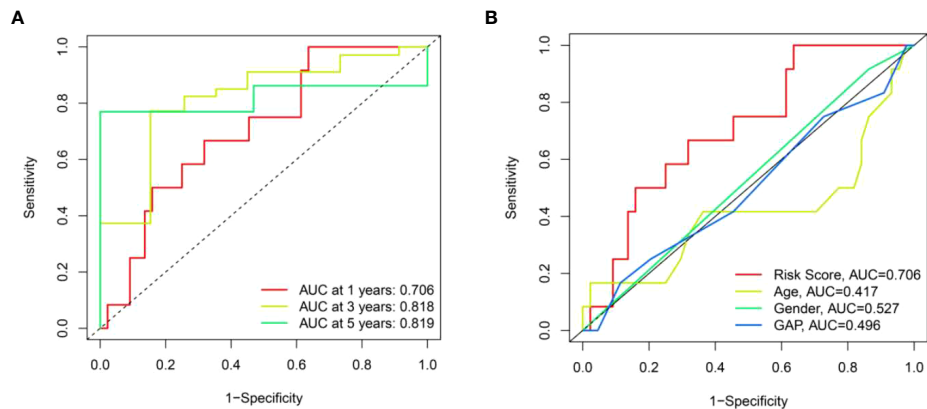 A
Sensitivity
0.0 0.2 0.4 0.6 0.8 1.0
AUC at 1 years: 0.706
AUC at 3 years: 0.818
AUC at 5 years: 0.819
0.0 0.2 0.4 0.6 0.8 1.0
1−Specificity
B
Sensitivity
0.0 0.2 0.4 0.6 0.8 1.0
Risk Score, AUC=0.706
Age, AUC=0.417
Gender, AUC=0.527
GAP, AUC=0.496
0.0 0.2 0.4 0.6 0.8 1.0
1−Specificity